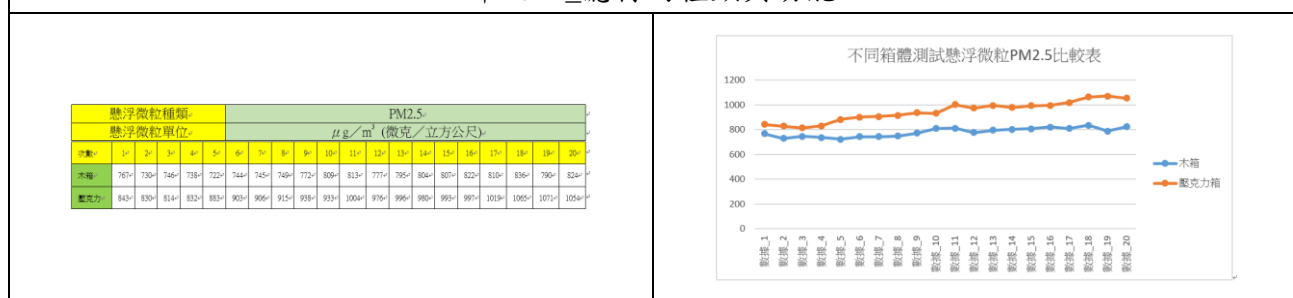 懸浮微粒種類 PM2.5
懸浮微粒單位 μg/m³ (微克/立方公尺)
次數 1 2 3 4 5 6 7 8 9 10 11 12 13 14 15 16 17 18 19 20
木箱 767 730 746 738 722 744 745 749 772 809 813 777 795 804 807 822 810 836 790 824
壓克力 843 830 814 832 883 903 906 915 938 933 1004 976 996 980 993 997 1019 1065 1071 1054
不同箱體測試懸浮微粒PM2.5比較表
1200
1000
800
600
400
200
0
數據_1 數據_2 數據_3 數據_4 數據_5 數據_6 數據_7 數據_8 數據_9 數據_10 數據_11 數據_12 數據_13 數據_14 數據_15 數據_16 數據_17 數據_18 數據_19 數據_20
木箱
壓克力箱